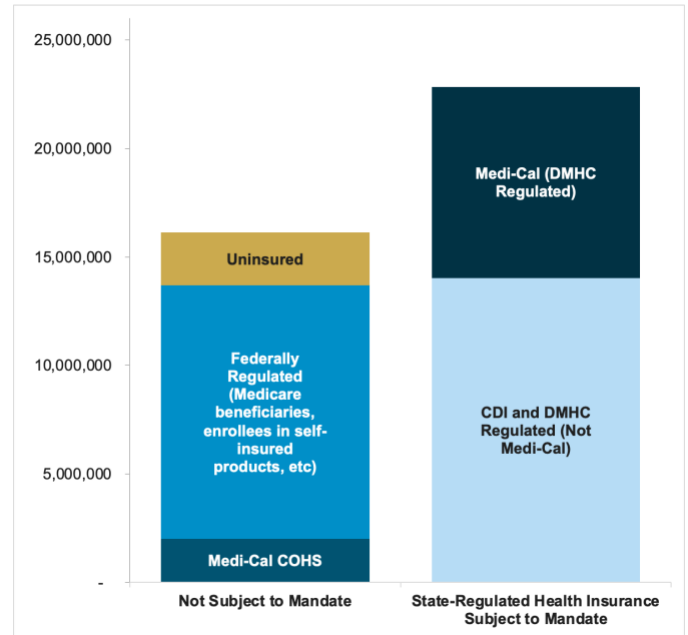 25,000,000
20,000,000
15,000,000
10,000,000
5,000,000
-
Uninsured
Federally
Regulated
(Medicare
beneficiaries,
enrollees in self-
insured
products, etc)
Medi-Cal COHS
Medi-Cal (DMHC
Regulated)
CDI and DMHC
Regulated (Not
Medi-Cal)
Not Subject to Mandate
State-Regulated Health Insurance
Subject to Mandate